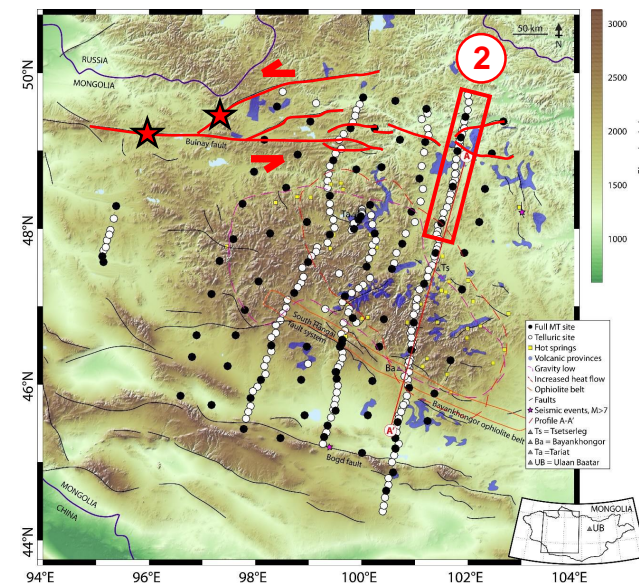 3000
2500
2000
1500
1000
50 km
N
2
RUSSIA
MONGOLIA
Bulnay fault
A
Ta
Ts
South Hangai
fault system
Ba
Bayankhongor ophiolite belt
A'
Bogd fault
MONGOLIA
CHINA
50°N
48°N
46°N
44°N
94°E
96°E
98°E
100°E
102°E
104°E
Full MT site
Telluric site
Hot springs
Volcanic provinces
Gravity low
Increased heat flow
Ophiolite belt
Faults
Seismic events, M>7
Profile A-A'
Ts =Tsetserleg
Ba = Bayankhongor
Ta =Tariat
UB = Ulaan Baatar
MONGOLIA
UB